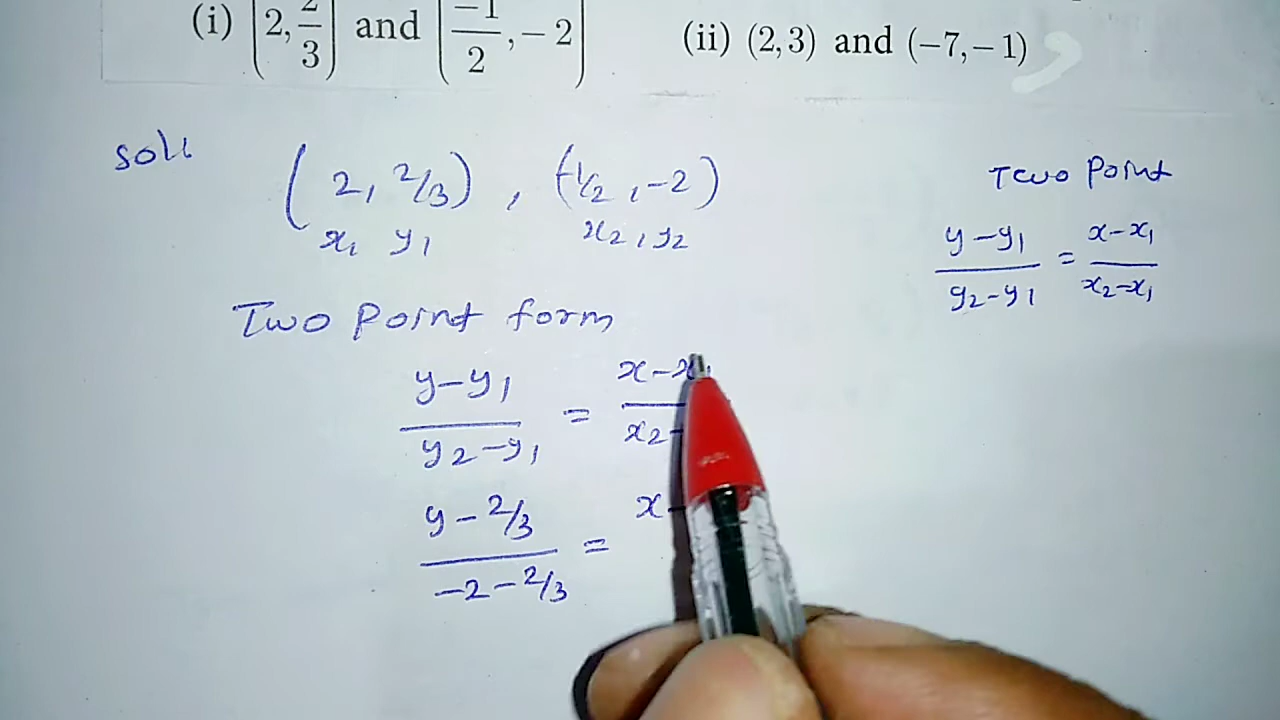 (i) (2, 2/3) and (-1/2, -2) (ii) (2, 3) and (-7, -1)
Soln
(2, 2/3), (-1/2, -2)
x1 y1 x2, y2
Two Point
(y-y1)/(y2-y1) = (x-x1)/(x2-x1)
Two Point form
(y-y1)/(y2-y1) = x-x1 / x2-
(y-2/3)/(-2-2/3) = x-